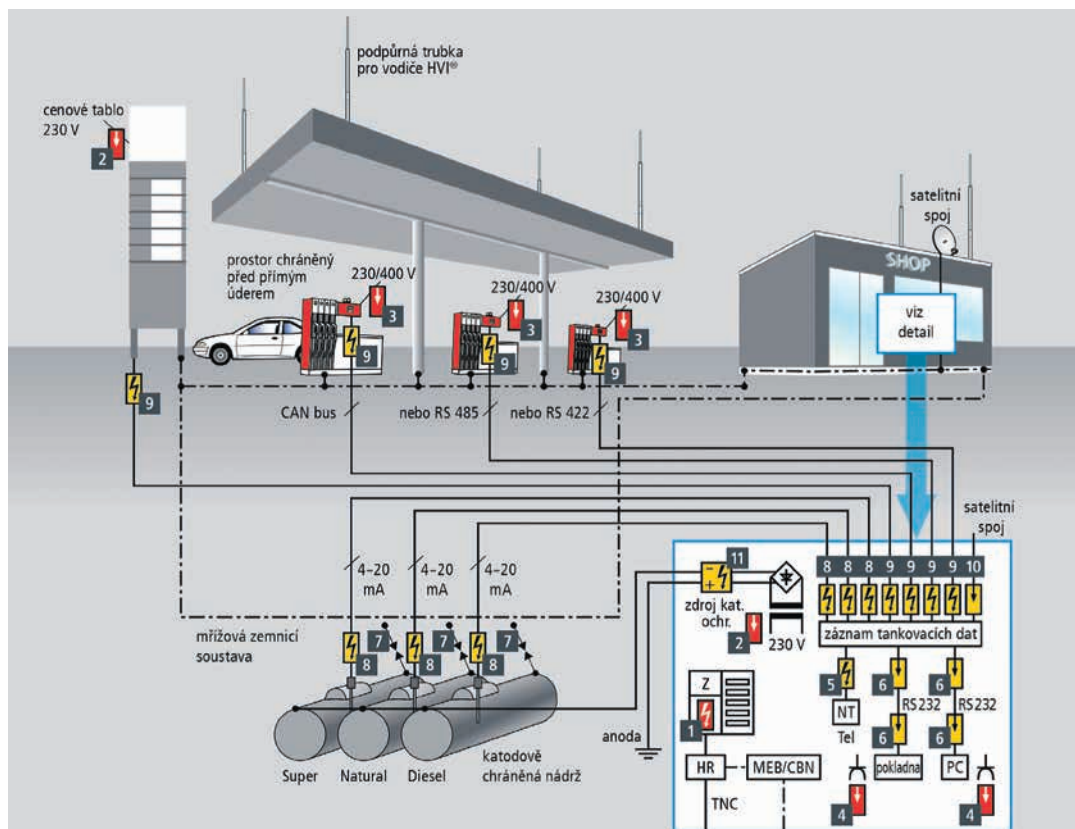 podpůrná trubka
pro vodiče HVI®
cenové tablo
230 V
2
satelitní
spoj
SHOP
prostor chráněný
před přímým
úderem
230/400 V
3
230/400 V
3
230/400 V
3
viz
detail
9
9
9
9
CAN bus
nebo RS 485
nebo RS 422
satelitní
spoj
4–20
mA
4–20
mA
4–20
mA
8 8 8 9 9 9 9 10
11
– +
zdroj kat.
ochr.
2
230 V
záznam tankovacích dat
mřížová zemnicí
soustava
7
7
7
8
8
8
5
6
6
NT
Tel
RS 232
RS 232
6
6
Z
1
anoda
HR
MEB/CBN
pokladna
PC
TNC
4
4
Super
Natural
Diesel
katodově
chráněná nádrž